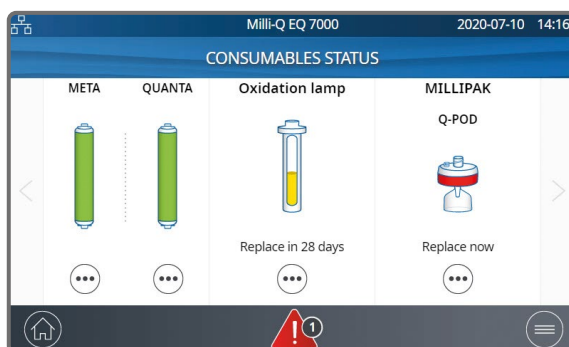 Milli-Q EQ 7000 2020-07-10 14:16
CONSUMABLES STATUS
META QUANTA Oxidation lamp MILLIPAK
Q-POD
Replace in 28 days Replace now
1